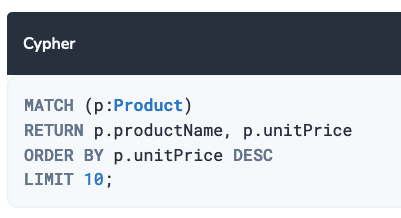 Cypher
MATCH (p:Product)
RETURN p.productName, p.unitPrice
ORDER BY p.unitPrice DESC
LIMIT 10;